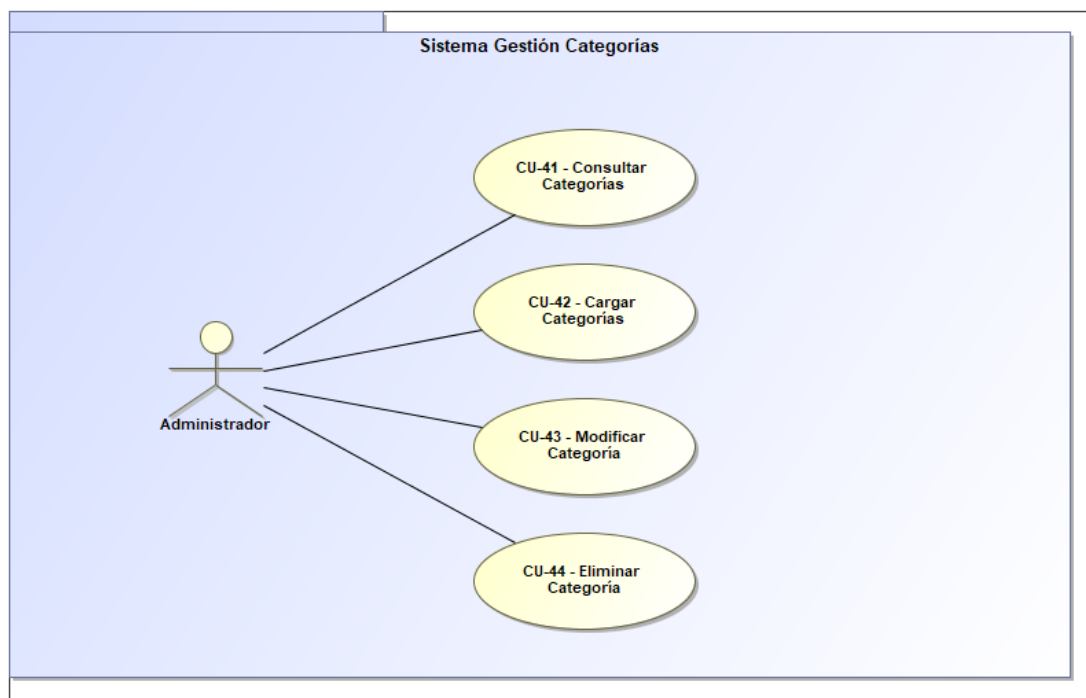 Sistema Gestión Categorías
CU-41 - Consultar
Categorías
CU-42 - Cargar
Categorías
Administrador
CU-43 - Modificar
Categoría
CU-44 - Eliminar
Categoría